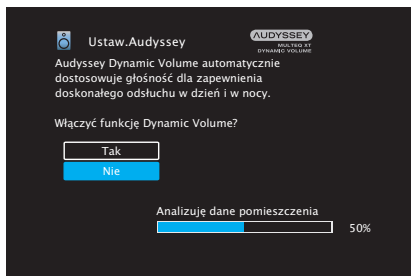 Ustaw.Audyssey
AUDYSSEY
MULTEQ XT
DYNAMIC VOLUME
Audyssey Dynamic Volume automatycznie
dostosowuje głośność dla zapewnienia
doskonałego odsłuchu w dzień i w nocy.
Włączyć funkcję Dynamic Volume?
Tak
Nie
Analizuję dane pomieszczenia
50%